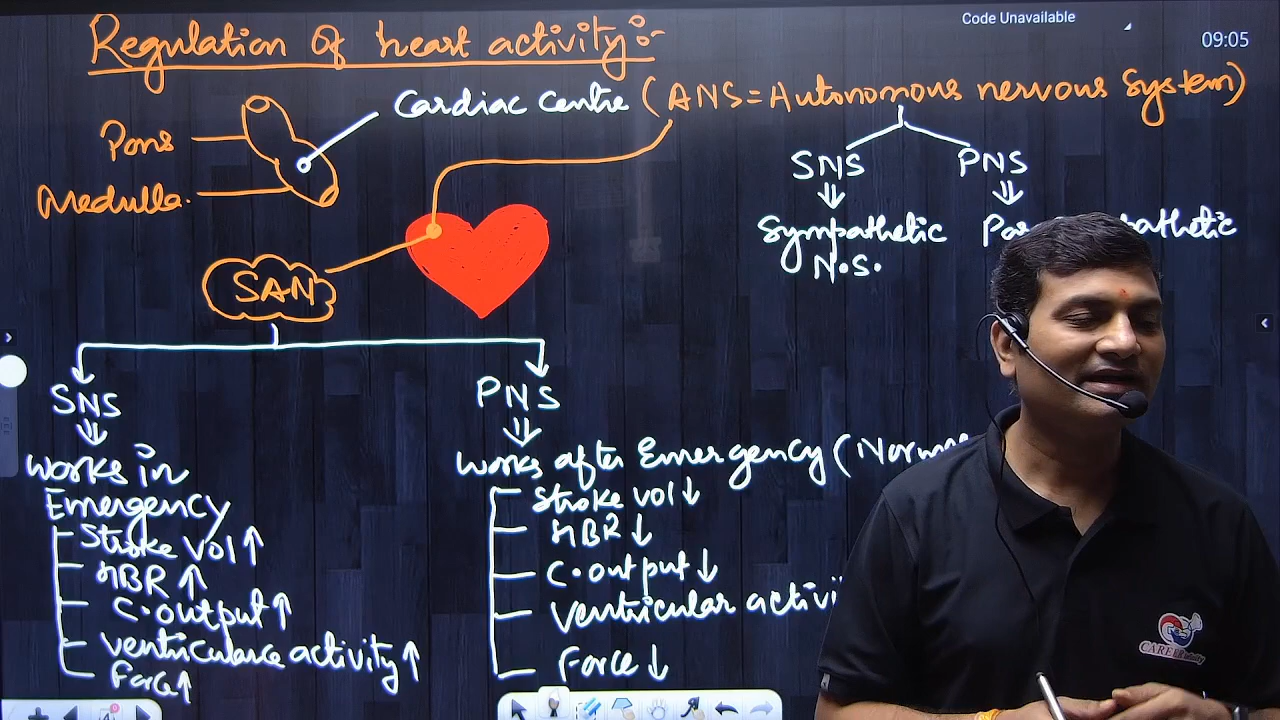 Code Unavailable
09:05
Regulation of heart activity:-
Cardiac Centre (ANS=Autonomous nervous System)
Pons
Medulla.
SNS PNS
Sympathetic
N.S.
SAN
SNS
Works in
Emergency
Stroke vol ↑
HBR ↑
C.output ↑
Ventriculare activity ↑
Force ↑
PNS
Works after Emergency (
Stroke vol ↓
HBR ↓
C.output ↓
Ventricular
Force ↓